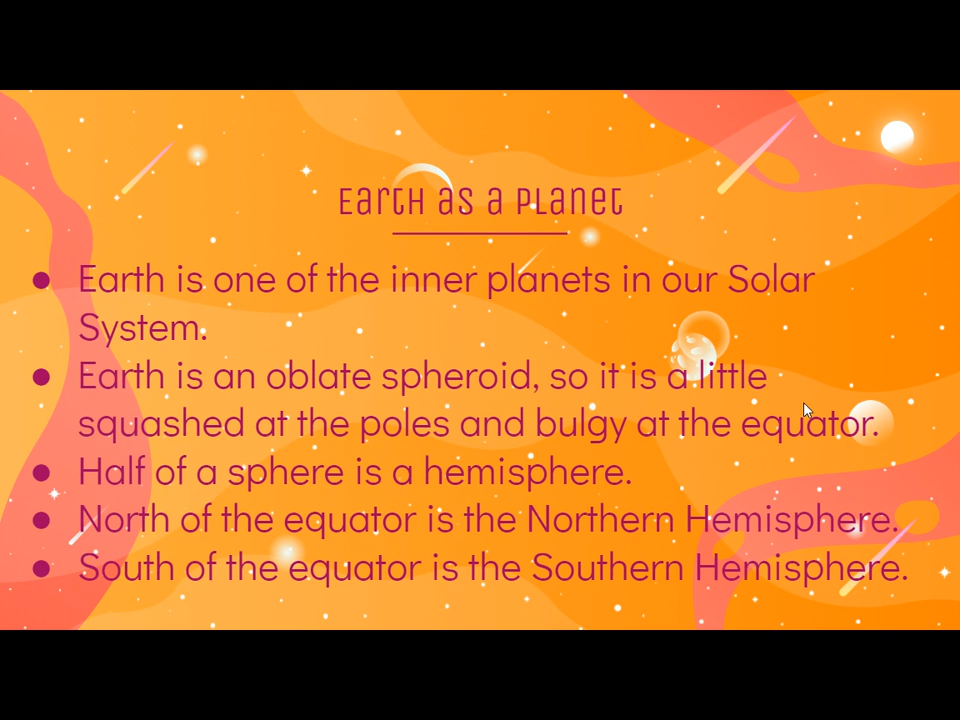 Earth as a Planet
● Earth is one of the inner planets in our Solar
System.
● Earth is an oblate spheroid, so it is a little
squashed at the poles and bulgy at the equator.
● Half of a sphere is a hemisphere.
● North of the equator is the Northern Hemisphere.
● South of the equator is the Southern Hemisphere.